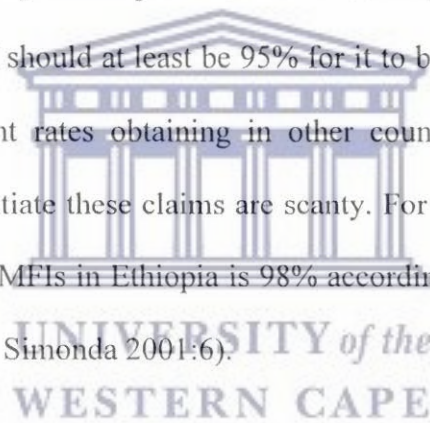 should at least be 95% for it to b
nt rates obtaining in other coun
tiate these claims are scanty. For
MFIs in Ethiopia is 98% accordin
Simonda 2001:6).
UNIVERSITY of the
WESTERN CAPE